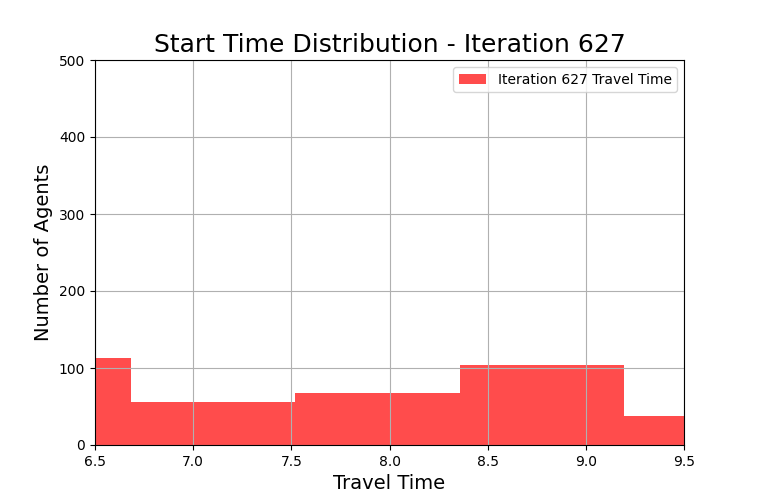 Start Time Distribution - Iteration 627
Iteration 627 Travel Time
500
400
300
200
100
0
Number of Agents
6.5 7.0 7.5 8.0 8.5 9.0 9.5
Travel Time